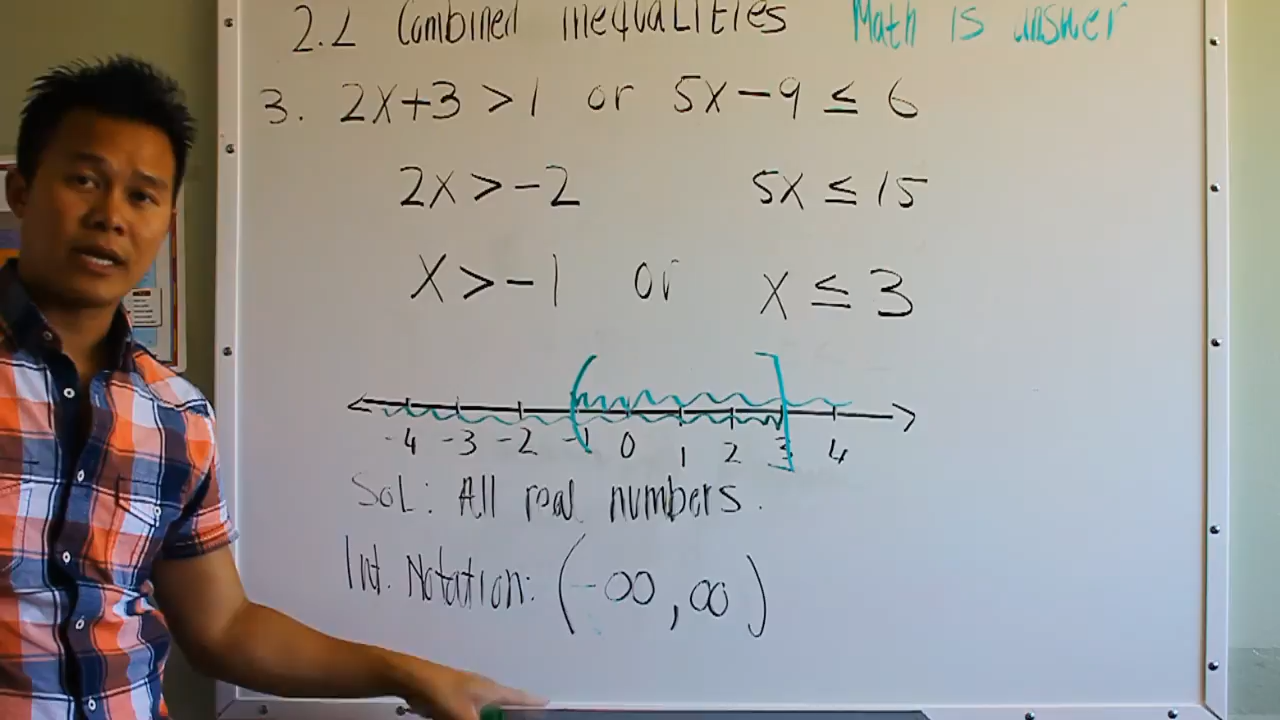 2.2 Combined inequalities Math is answer
3. 2x+3 > 1 or 5x-9 ≤ 6
2x > -2 5x ≤ 15
x > -1 or x ≤ 3
-4 -3 -2 -1 0 1 2 3 4
Sol: All real numbers.
Int. Notation: (-∞, ∞)